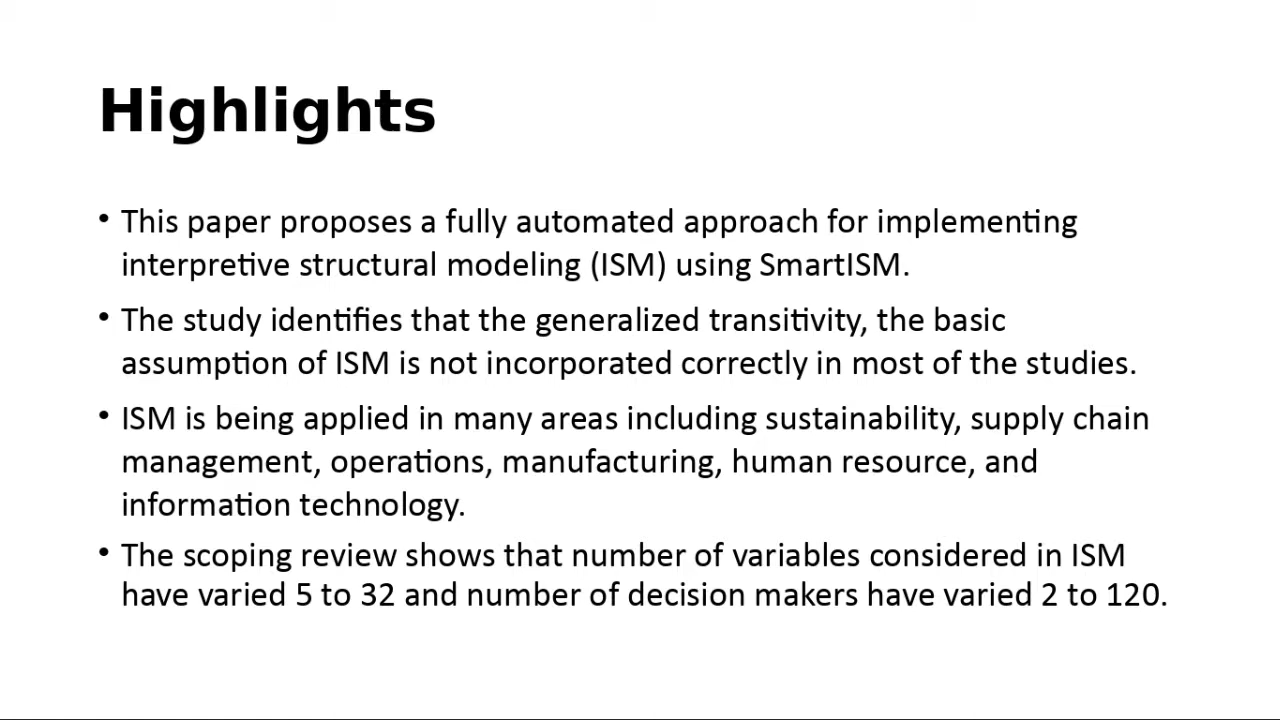 Highlights
• This paper proposes a fully automated approach for implementing
interpretive structural modeling (ISM) using SmartISM.
• The study identifies that the generalized transitivity, the basic
assumption of ISM is not incorporated correctly in most of the studies.
• ISM is being applied in many areas including sustainability, supply chain
management, operations, manufacturing, human resource, and
information technology.
• The scoping review shows that number of variables considered in ISM
have varied 5 to 32 and number of decision makers have varied 2 to 120.